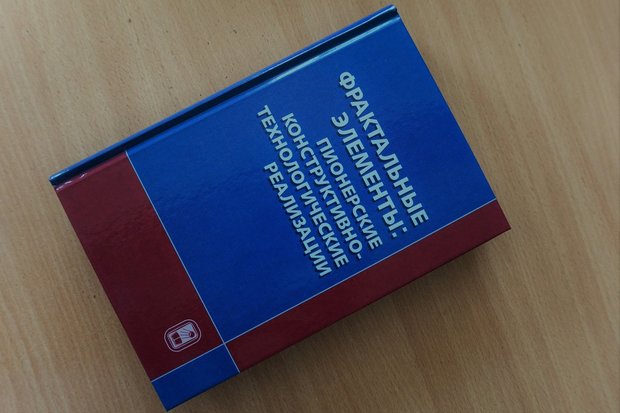 ФРАКТАЛЬНЫЕ
ЭЛЕМЕНТЫ:
ПИОНЕРСКИЕ
КОНСТРУКТИВНО-
ТЕХНОЛОГИЧЕСКИЕ
РЕАЛИЗАЦИИ